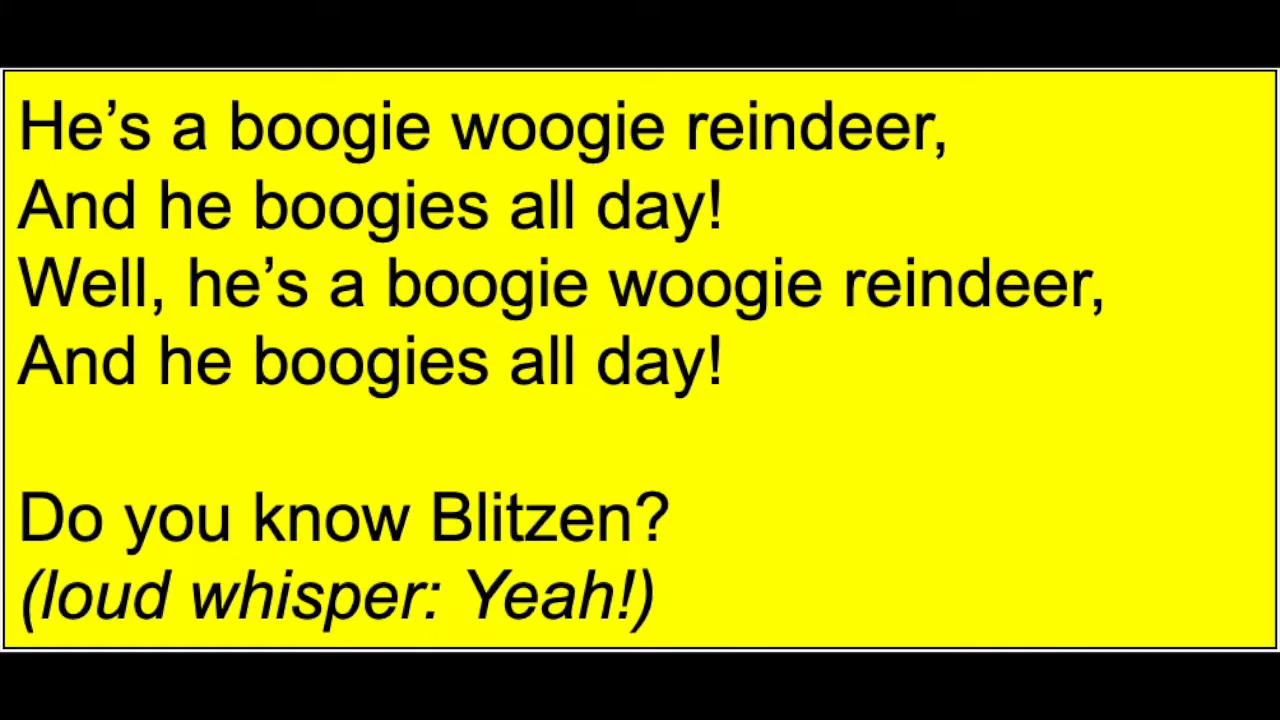 He’s a boogie woogie reindeer,
And he boogies all day!
Well, he’s a boogie woogie reindeer,
And he boogies all day!
Do you know Blitzen?
(loud whisper: Yeah!)